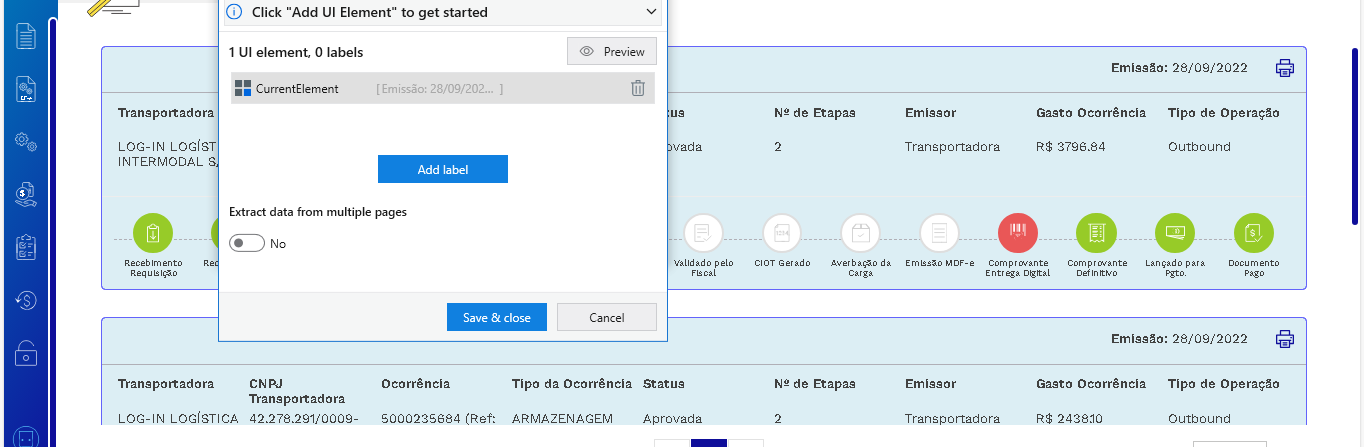 Click "Add UI Element" to get started
1 UI element, 0 labels
Preview
CurrentElement [Emissão: 28/09/202... ]
Add label
Extract data from multiple pages
No
Save & close Cancel
Emissão: 28/09/2022
Transportadora Nº de Etapas Emissor Gasto Ocorrência Tipo de Operação
LOG-IN LOGÍST 2 Transportadora R$ 3796.84 Outbound
INTERMODAL S
Recebimento Validado pelo CIOT Gerado Averbação da Emissão MDF-e Comprovante Comprovante Lançado para Documento
Requisição Fiscal Carga Entrega Digital Definitivo Pgto. Pago
Emissão: 28/09/2022
Transportadora CNPJ Ocorrência Tipo da Ocorrência Status Nº de Etapas Emissor Gasto Ocorrência Tipo de Operação
Transportadora
LOG-IN LOGÍSTICA 42.278.291/0009- 5000235684 (Ref: ARMAZENAGEM Aprovada 2 Transportadora R$ 2438.10 Outbound